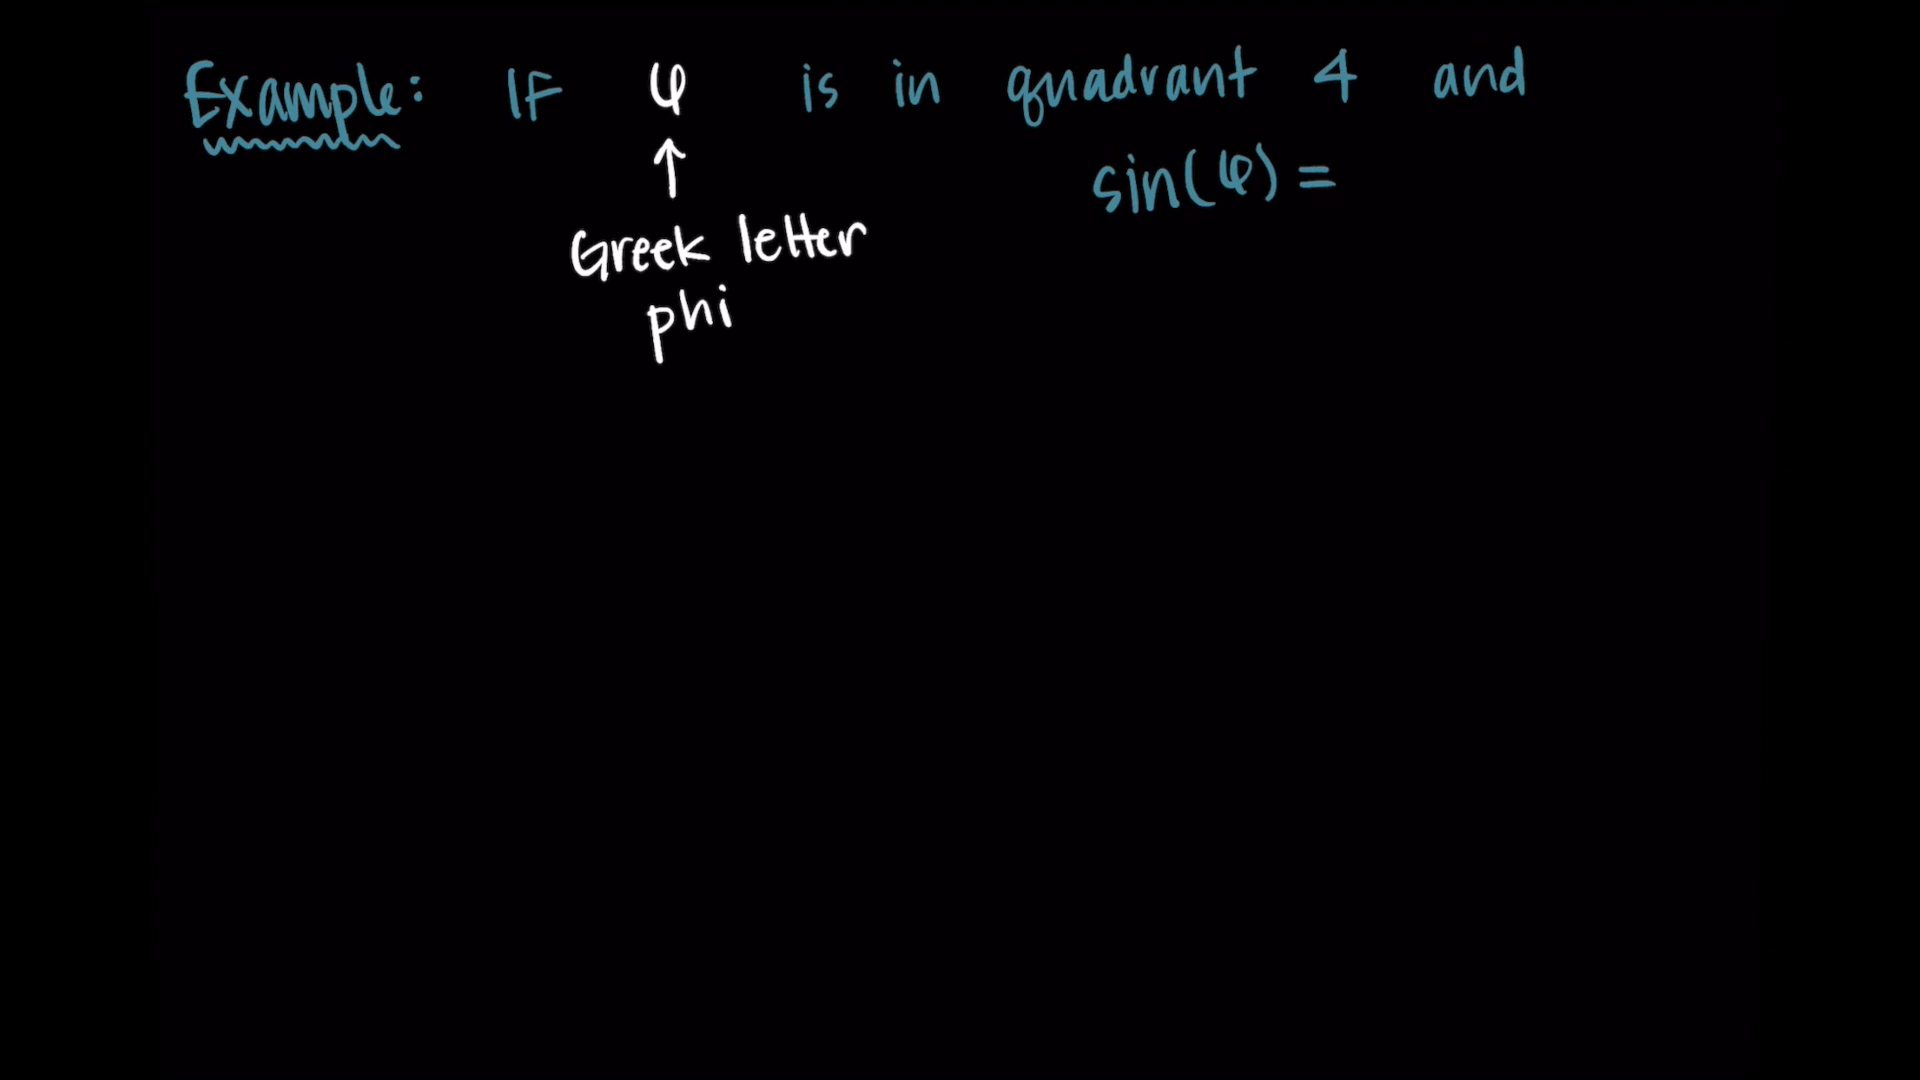 Example: IF φ is in quadrant 4 and
sin(φ) =
↑
Greek letter
phi